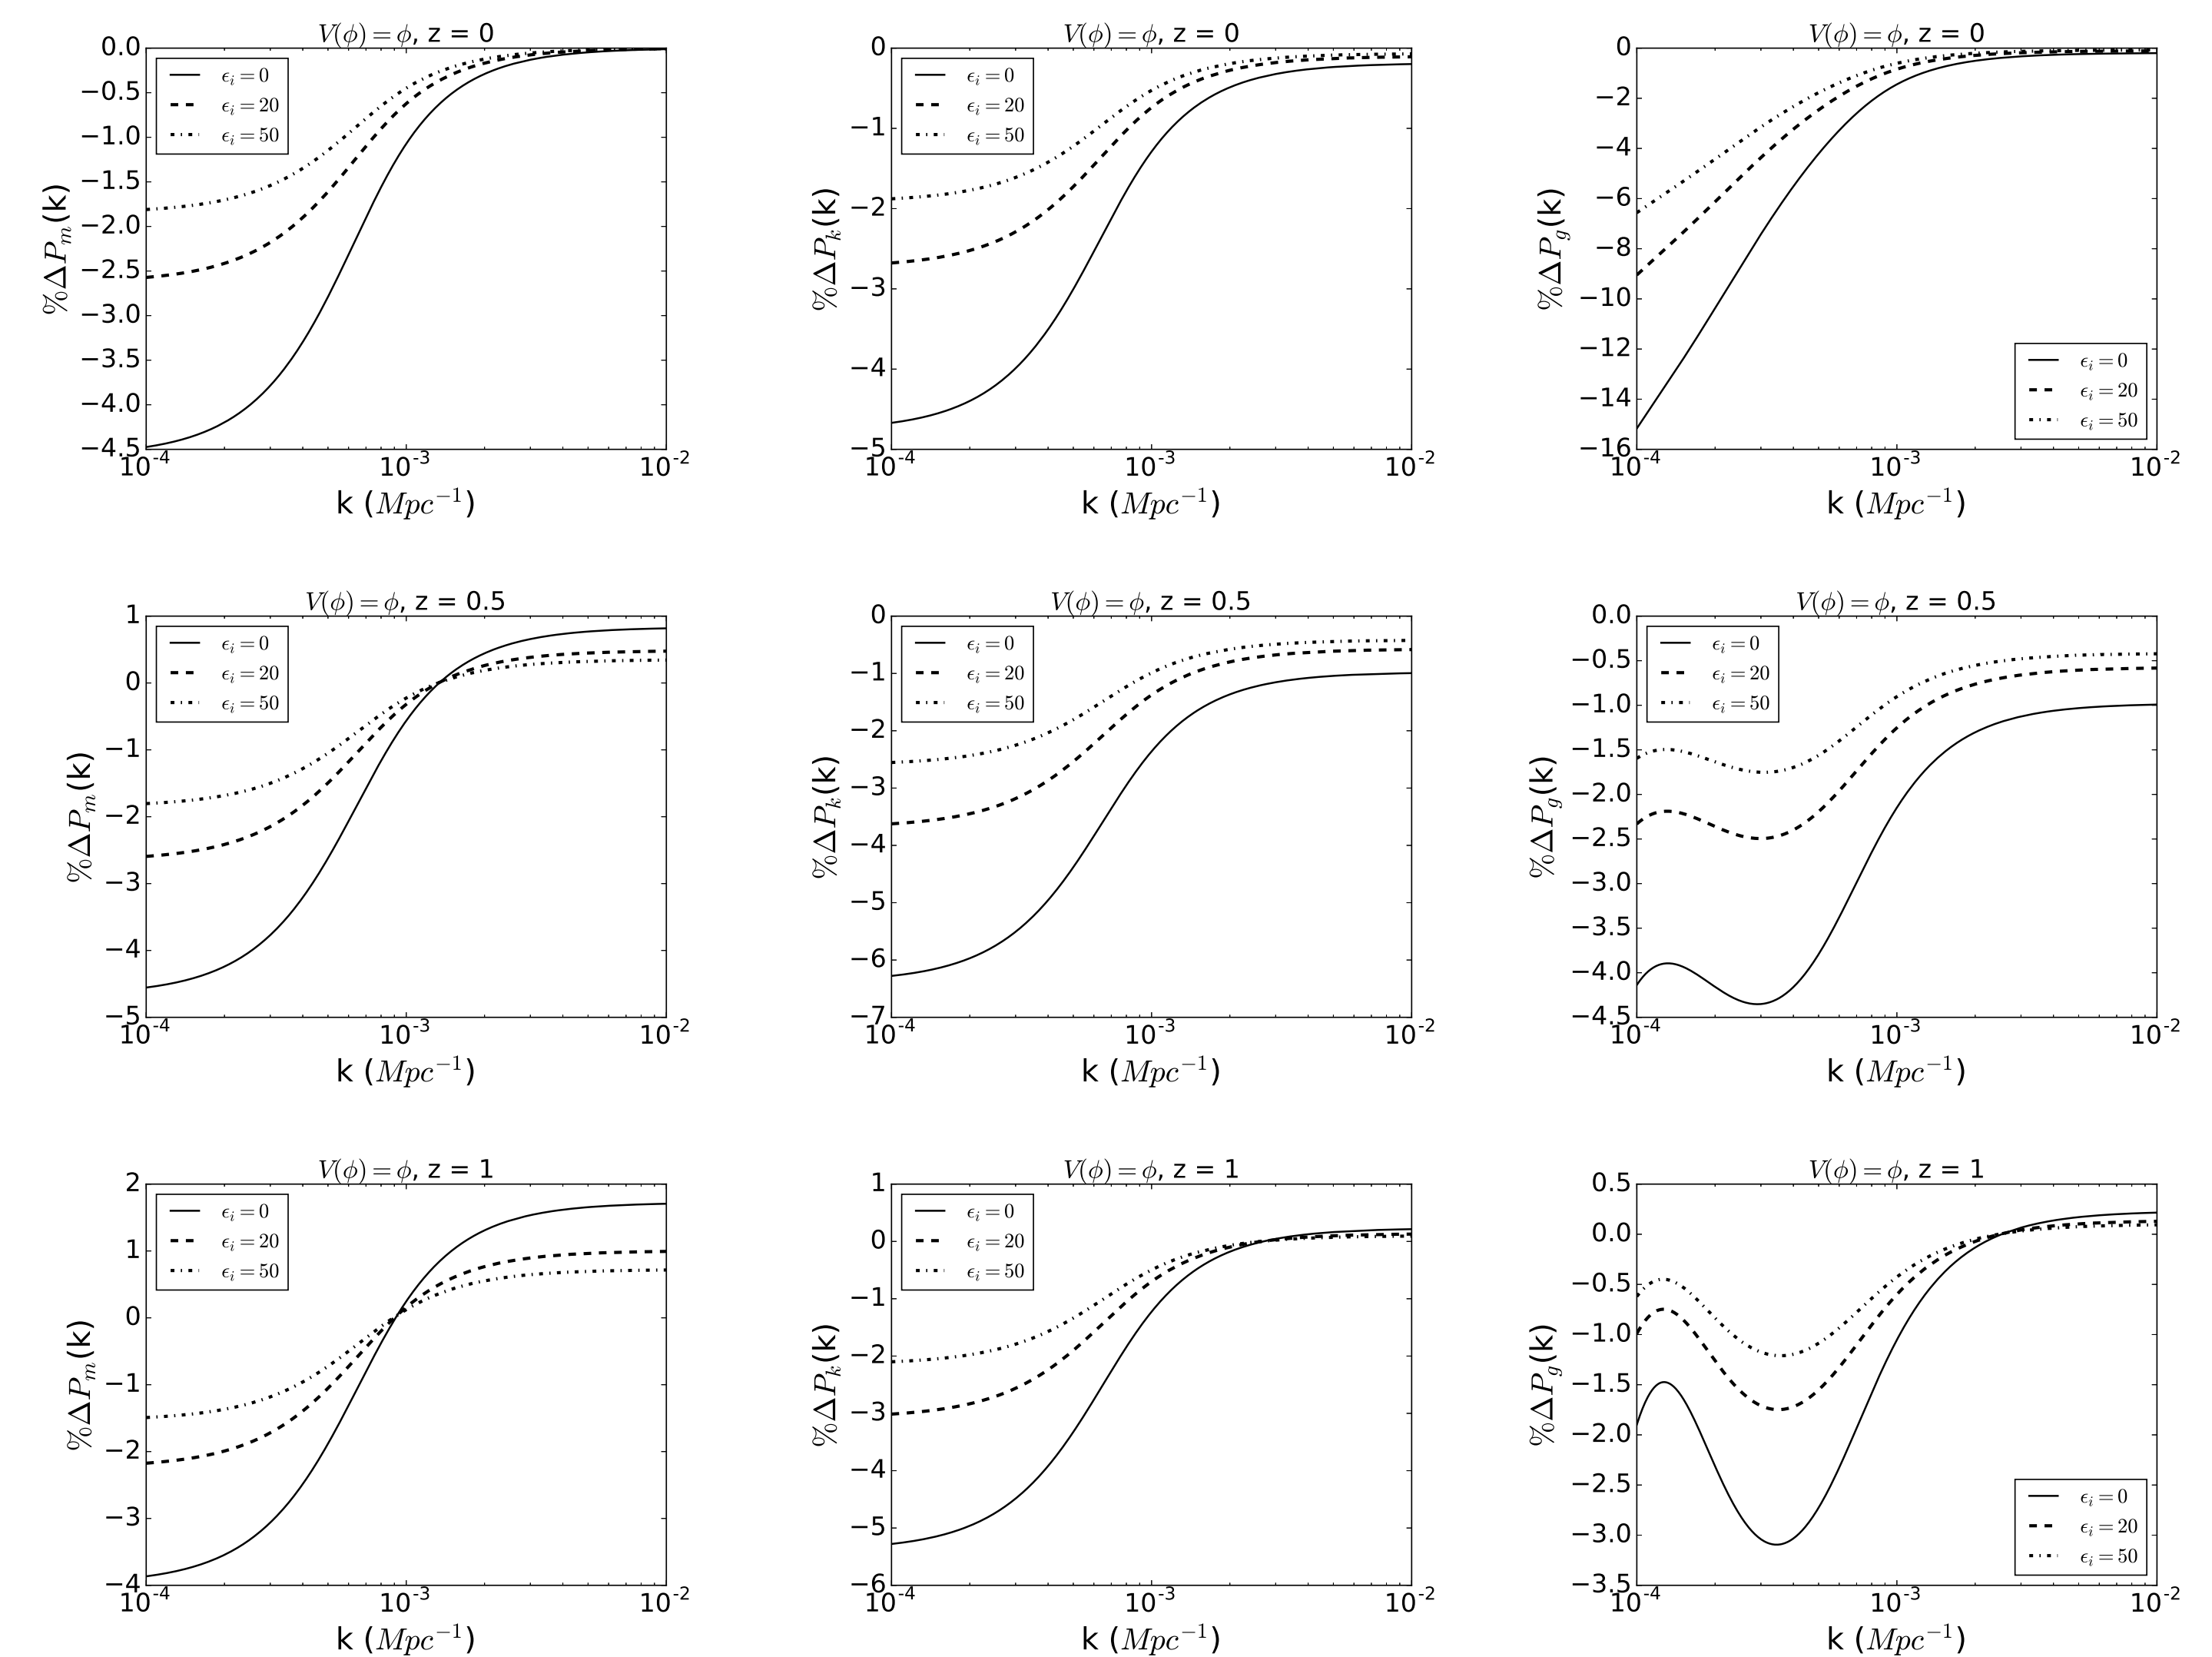 V(ϕ) = ϕ, z = 0
0.0
−0.5
−1.0
−1.5
−2.0
−2.5
−3.0
−3.5
−4.0
−4.5
%ΔP_m(k)
ϵ_i = 0
ϵ_i = 20
ϵ_i = 50
10^-4
10^-3
10^-2
k (Mpc^−1)
V(ϕ) = ϕ, z = 0
0
−1
−2
−3
−4
−5
%ΔP_k(k)
ϵ_i = 0
ϵ_i = 20
ϵ_i = 50
10^-4
10^-3
10^-2
k (Mpc^−1)
V(ϕ) = ϕ, z = 0
0
−2
−4
−6
−8
−10
−12
−14
−16
%ΔP_g(k)
ϵ_i = 0
ϵ_i = 20
ϵ_i = 50
10^-4
10^-3
10^-2
k (Mpc^−1)
V(ϕ) = ϕ, z = 0.5
1
0
−1
−2
−3
−4
−5
%ΔP_m(k)
ϵ_i = 0
ϵ_i = 20
ϵ_i = 50
10^-4
10^-3
10^-2
k (Mpc^−1)
V(ϕ) = ϕ, z = 0.5
0
−1
−2
−3
−4
−5
−6
−7
%ΔP_k(k)
ϵ_i = 0
ϵ_i = 20
ϵ_i = 50
10^-4
10^-3
10^-2
k (Mpc^−1)
V(ϕ) = ϕ, z = 0.5
0.0
−0.5
−1.0
−1.5
−2.0
−2.5
−3.0
−3.5
−4.0
−4.5
%ΔP_g(k)
ϵ_i = 0
ϵ_i = 20
ϵ_i = 50
10^-4
10^-3
10^-2
k (Mpc^−1)
V(ϕ) = ϕ, z = 1
2
1
0
−1
−2
−3
−4
%ΔP_m(k)
ϵ_i = 0
ϵ_i = 20
ϵ_i = 50
10^-4
10^-3
10^-2
k (Mpc^−1)
V(ϕ) = ϕ, z = 1
1
0
−1
−2
−3
−4
−5
−6
%ΔP_k(k)
ϵ_i = 0
ϵ_i = 20
ϵ_i = 50
10^-4
10^-3
10^-2
k (Mpc^−1)
V(ϕ) = ϕ, z = 1
0.5
0.0
−0.5
−1.0
−1.5
−2.0
−2.5
−3.0
−3.5
%ΔP_g(k)
ϵ_i = 0
ϵ_i = 20
ϵ_i = 50
10^-4
10^-3
10^-2
k (Mpc^−1)